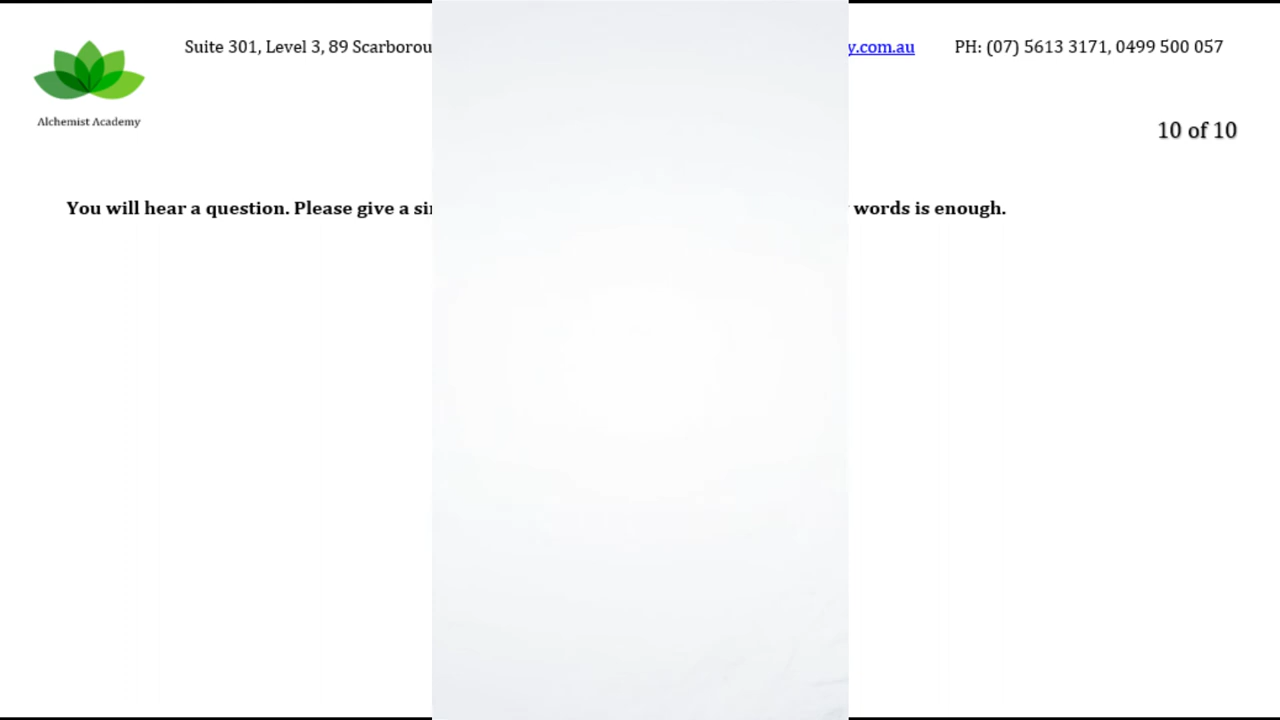 Suite 301, Level 3, 89 Scarborou
y.com.au PH: (07) 5613 3171, 0499 500 057
Alchemist Academy
10 of 10
You will hear a question. Please give a si
words is enough.